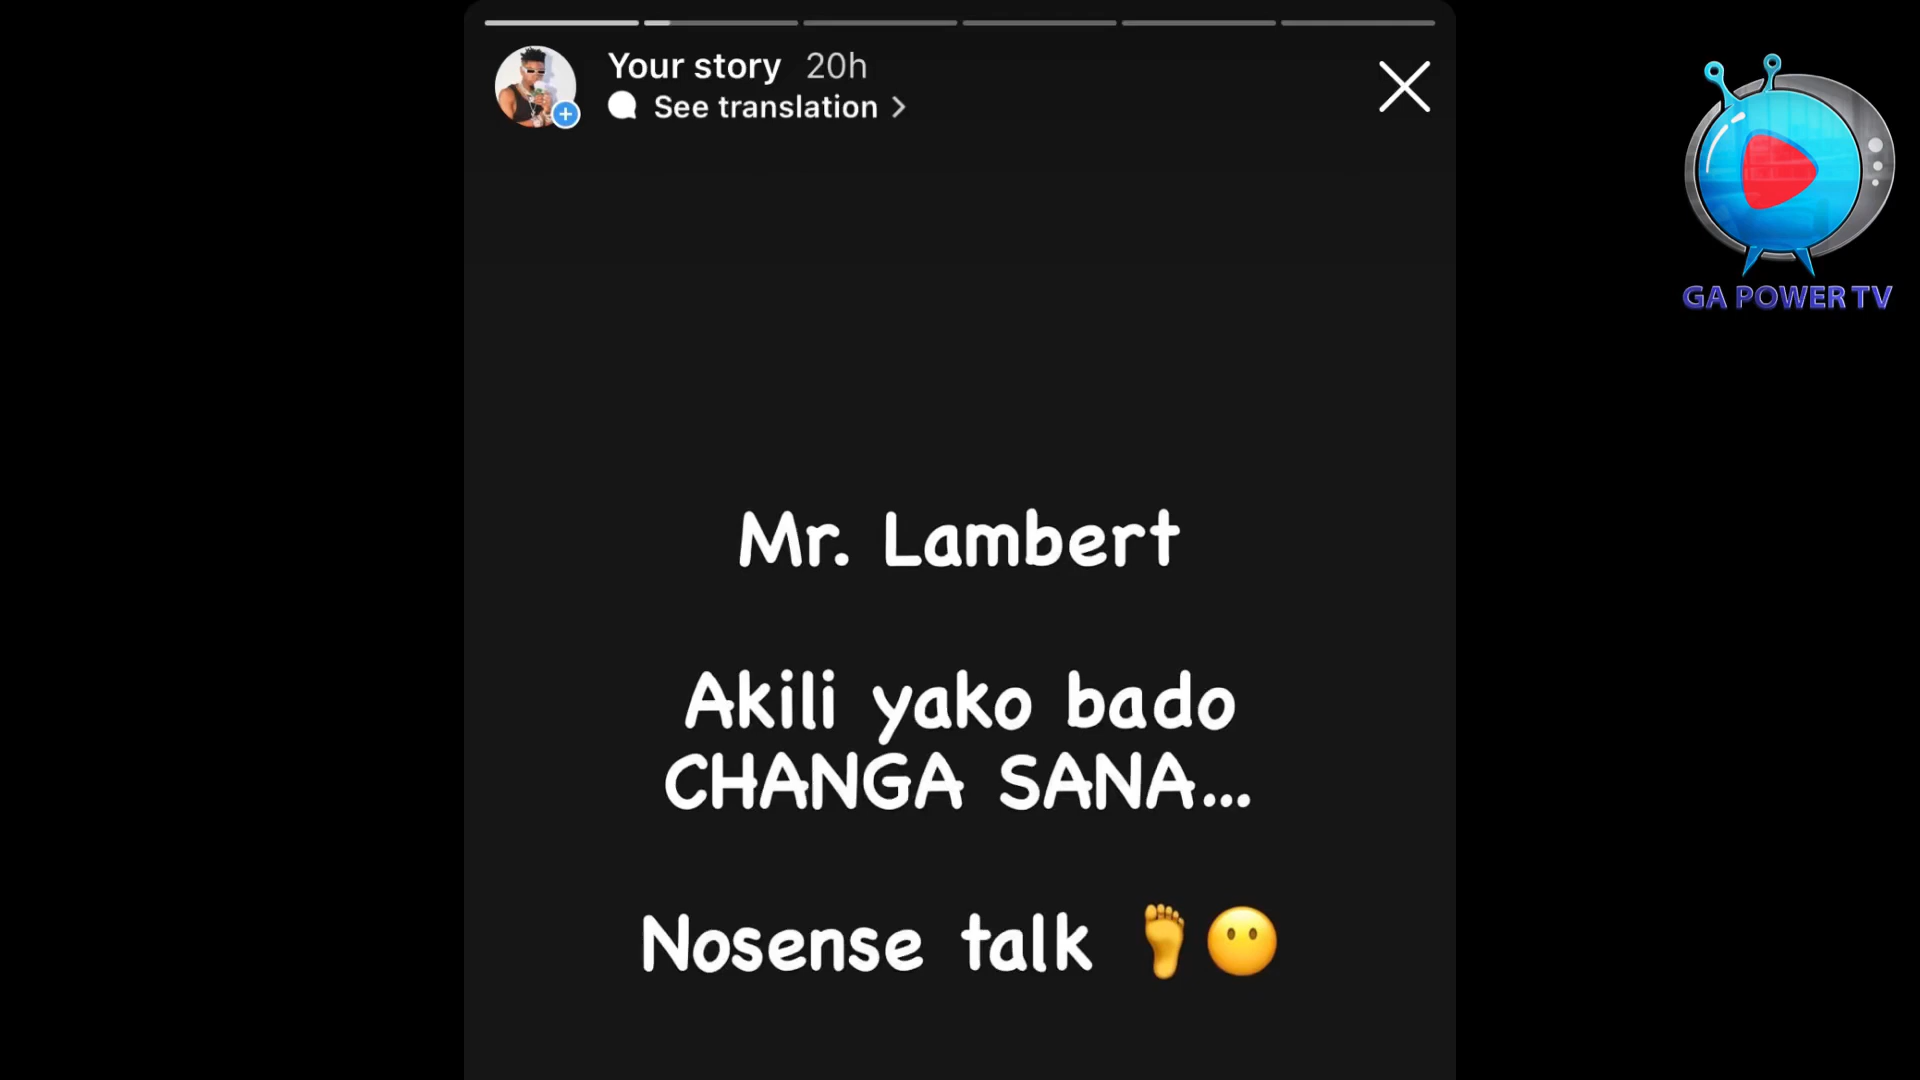 Your story 20h
See translation
GA POWER TV
Mr. Lambert
Akili yako bado
CHANGA SANA...
Nosense talk 🦶😶